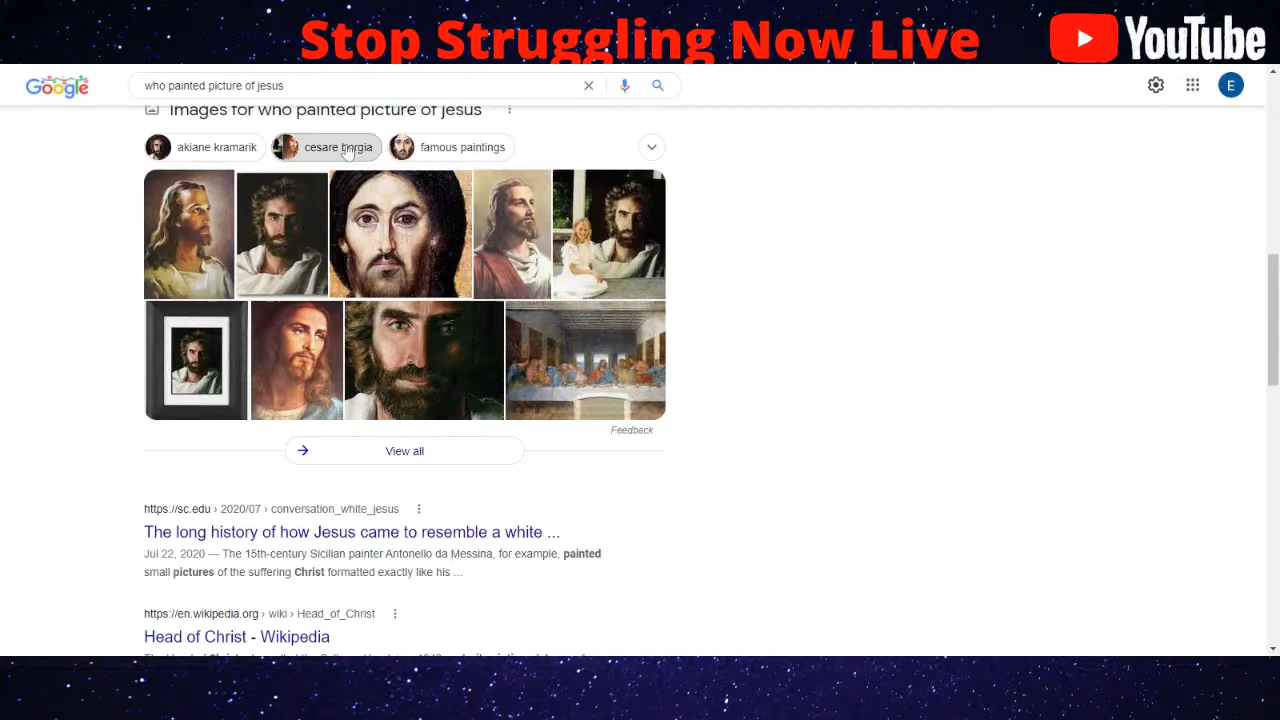 Stop Struggling Now Live
YouTube
Google
who painted picture of jesus
E
Images for who painted picture of jesus
akiane kramarik
cesare borgia
famous paintings
Feedback
View all
https://sc.edu › 2020/07 › conversation_white_jesus
The long history of how Jesus came to resemble a white ...
Jul 22, 2020 — The 15th-century Sicilian painter Antonello da Messina, for example, painted
small pictures of the suffering Christ formatted exactly like his ...
https://en.wikipedia.org › wiki › Head_of_Christ
Head of Christ - Wikipedia